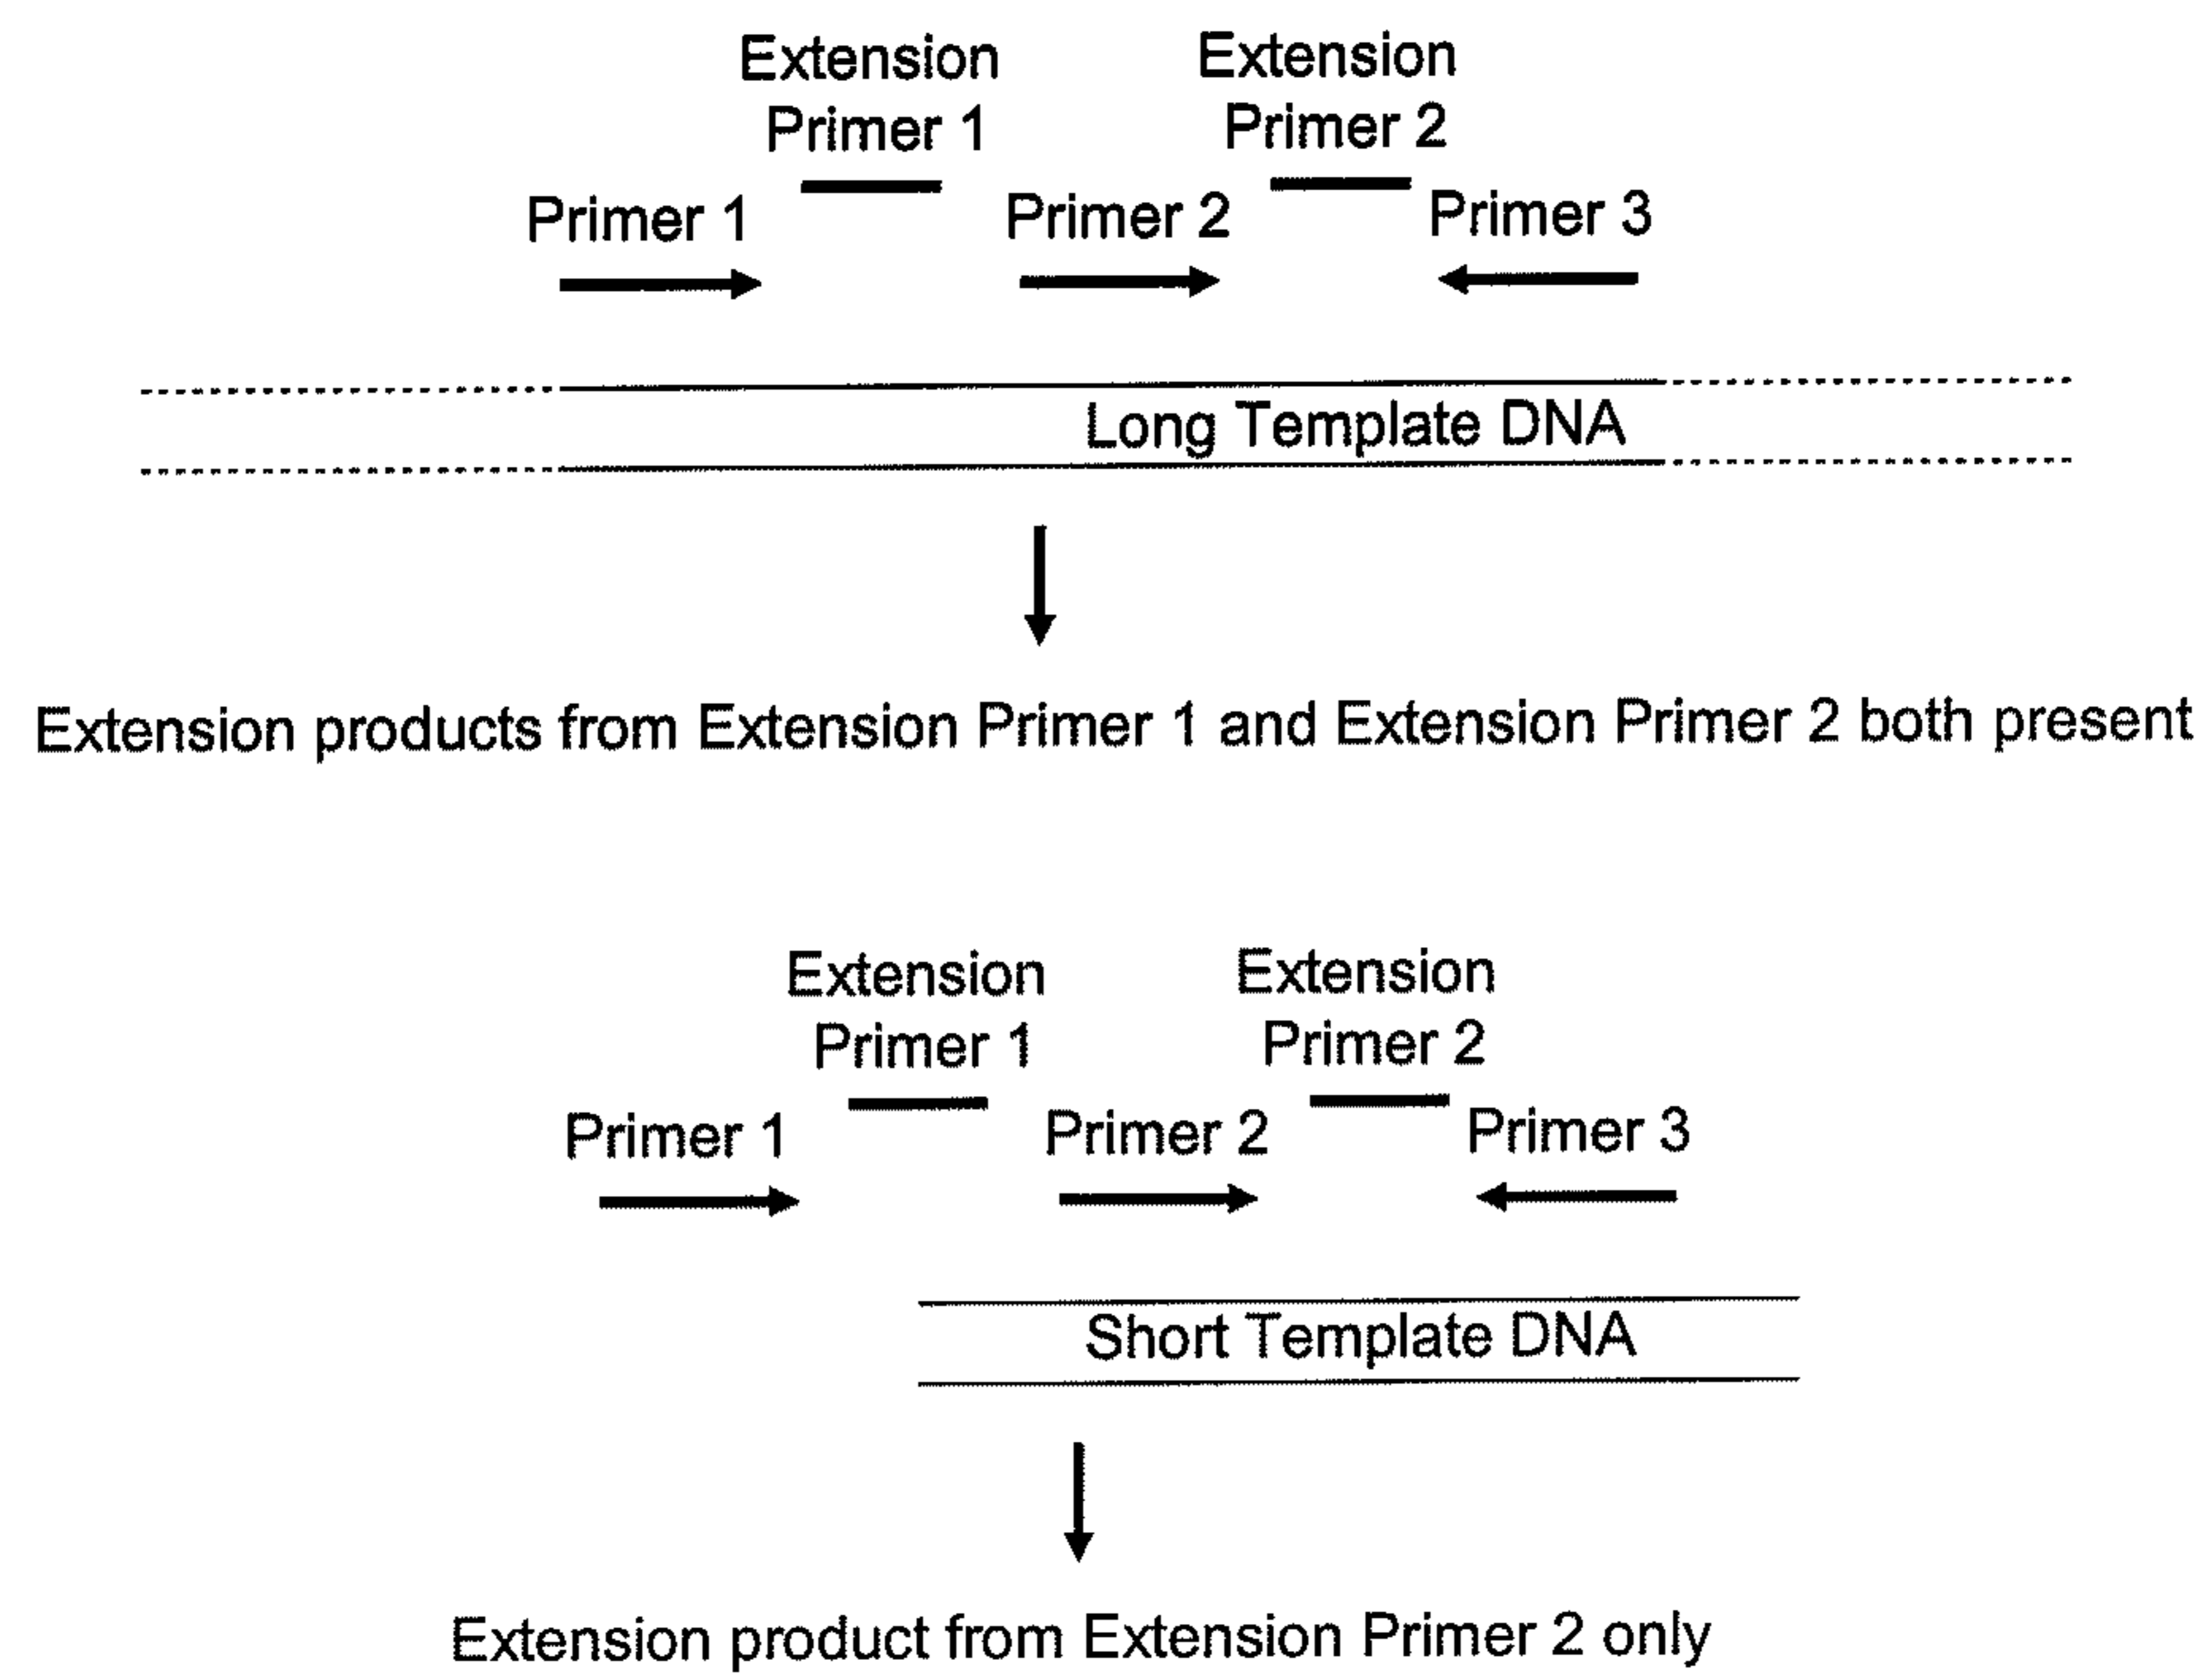 Extension
Primer 1
Extension
Primer 2
Primer 1
Primer 2
Primer 3
Long Template DNA
Extension products from Extension Primer 1 and Extension Primer 2 both present
Extension
Primer 1
Extension
Primer 2
Primer 1
Primer 2
Primer 3
Short Template DNA
Extension product from Extension Primer 2 only